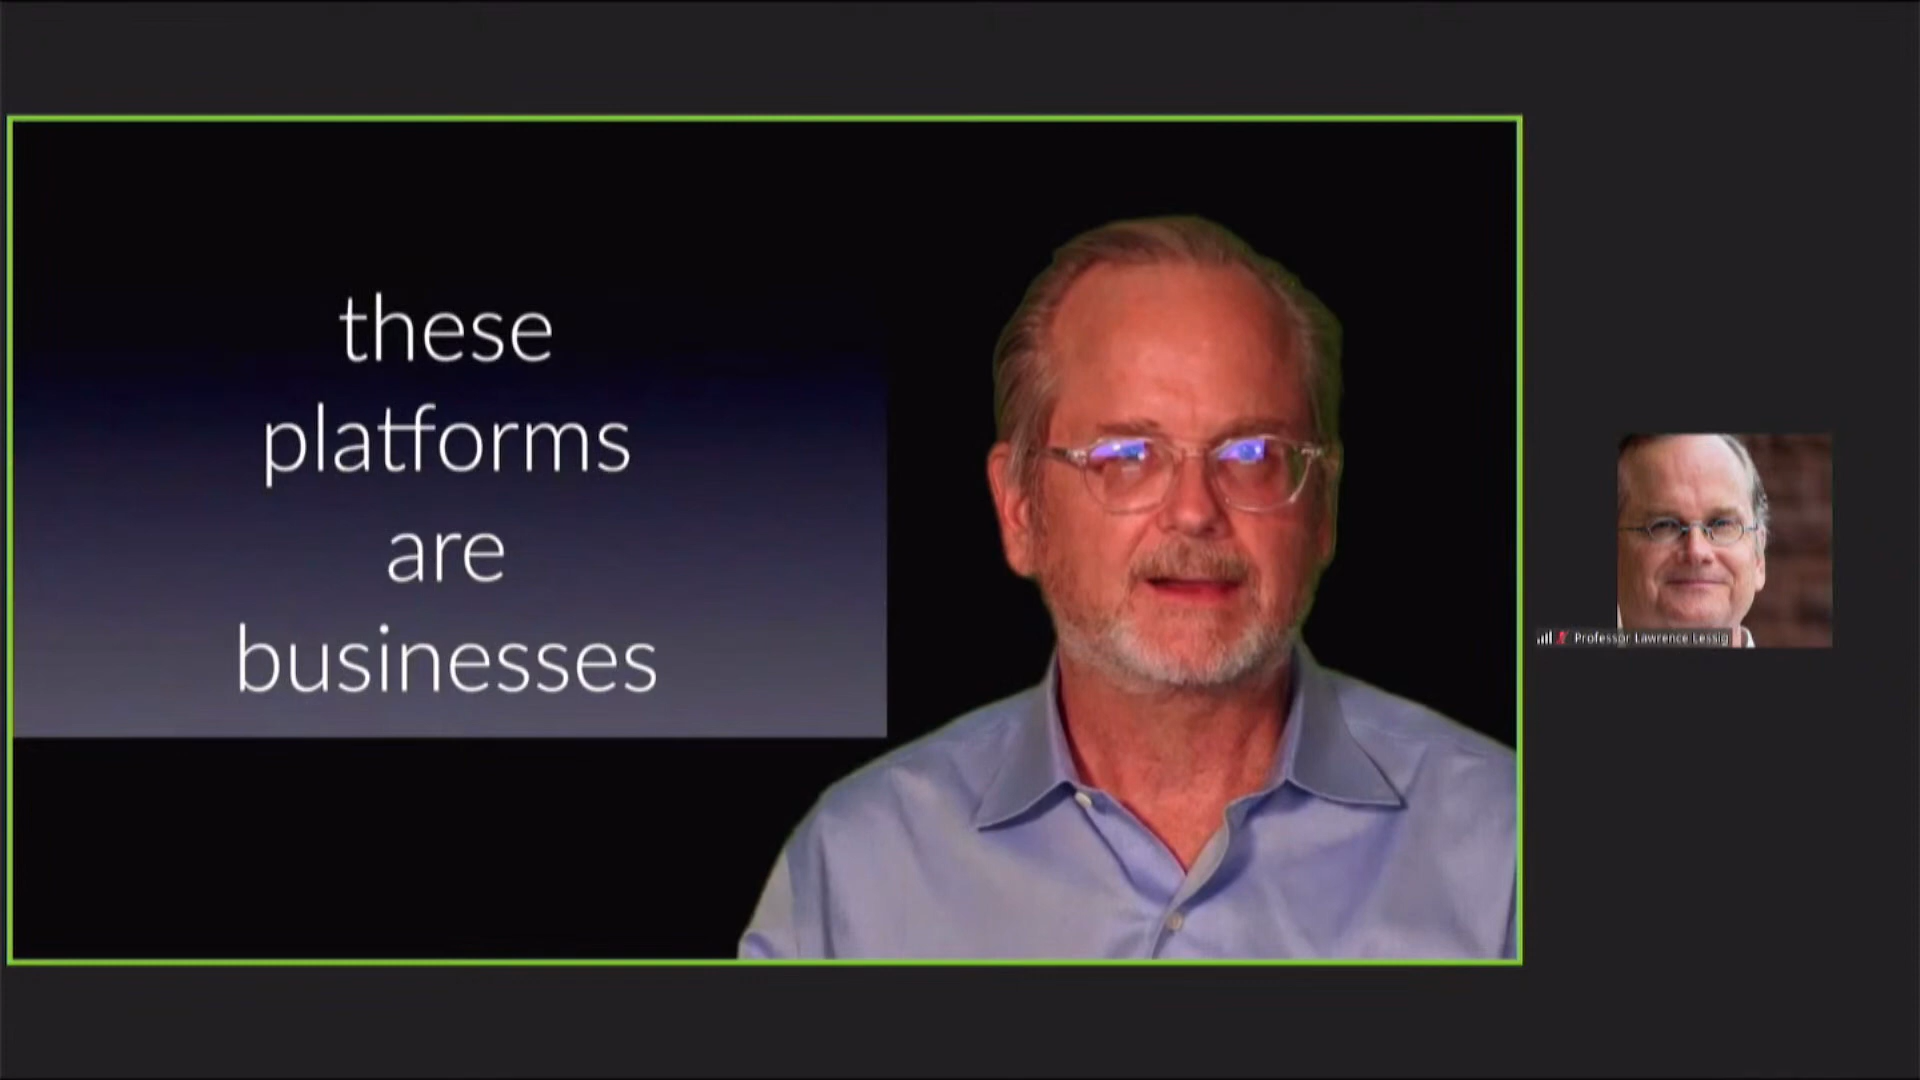 these
platforms
are
businesses
Professor Lawrence Lessig